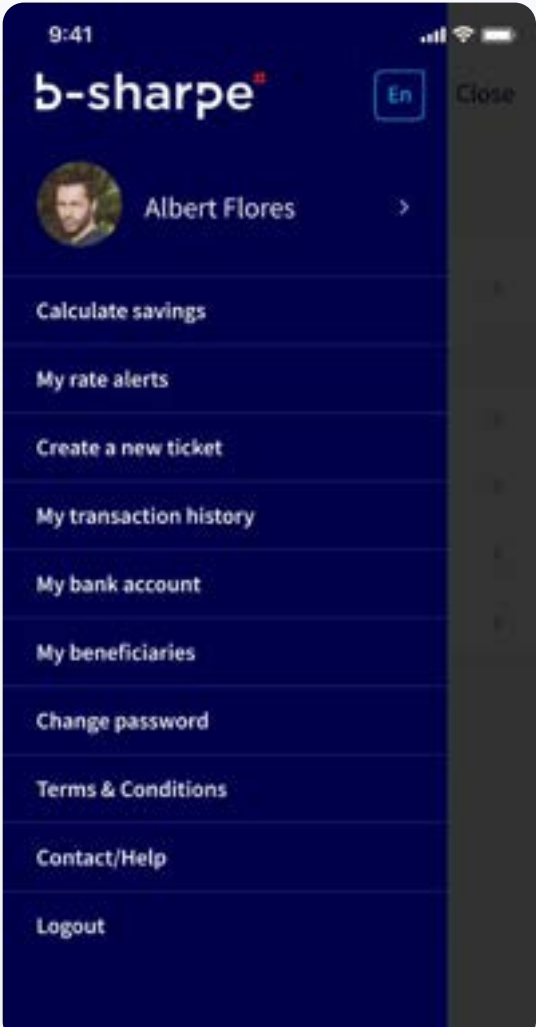 9:41
b-sharpe#
En
Close
Albert Flores
Calculate savings
My rate alerts
Create a new ticket
My transaction history
My bank account
My beneficiaries
Change password
Terms & Conditions
Contact/Help
Logout